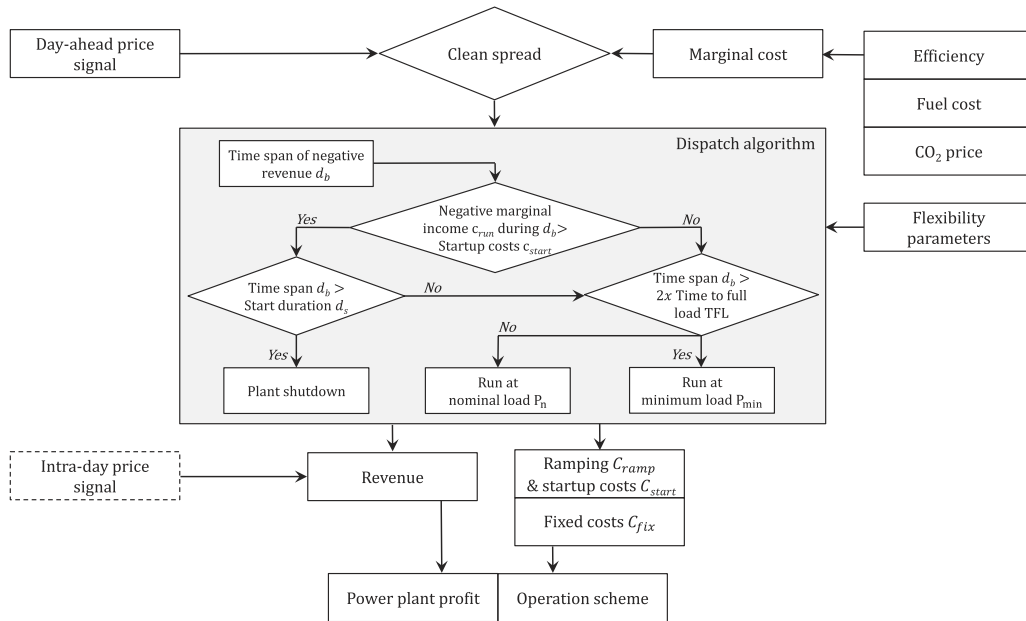 Day-ahead price
signal
Clean spread
Marginal cost
Efficiency
Fuel cost
CO₂ price
Dispatch algorithm
Time span of negative
revenue d_b
Negative marginal
income c_run during d_b>
Startup costs c_start
Yes
No
Flexibility
parameters
Time span d_b >
Start duration d_s
No
Time span d_b >
2x Time to full
load TFL
Yes
No
Yes
Plant shutdown
Run at
nominal load P_n
Run at
minimum load P_min
Intra-day price
signal
Revenue
Ramping C_ramp
& startup costs C_start
Fixed costs C_fix
Power plant profit
Operation scheme